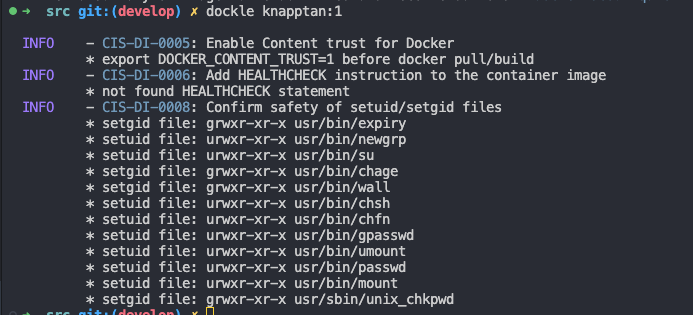 ➜ src git:(develop) ✗ dockle knapptan:1
INFO - CIS-DI-0005: Enable Content trust for Docker
* export DOCKER_CONTENT_TRUST=1 before docker pull/build
INFO - CIS-DI-0006: Add HEALTHCHECK instruction to the container image
* not found HEALTHCHECK statement
INFO - CIS-DI-0008: Confirm safety of setuid/setgid files
* setgid file: grwxr-xr-x usr/bin/expiry
* setuid file: urwxr-xr-x usr/bin/newgrp
* setuid file: urwxr-xr-x usr/bin/su
* setgid file: grwxr-xr-x usr/bin/chage
* setgid file: grwxr-xr-x usr/bin/wall
* setuid file: urwxr-xr-x usr/bin/chsh
* setuid file: urwxr-xr-x usr/bin/chfn
* setuid file: urwxr-xr-x usr/bin/gpasswd
* setuid file: urwxr-xr-x usr/bin/umount
* setuid file: urwxr-xr-x usr/bin/passwd
* setuid file: urwxr-xr-x usr/bin/mount
* setgid file: grwxr-xr-x usr/sbin/unix_chkpwd
➜ src git:(develop) ✗